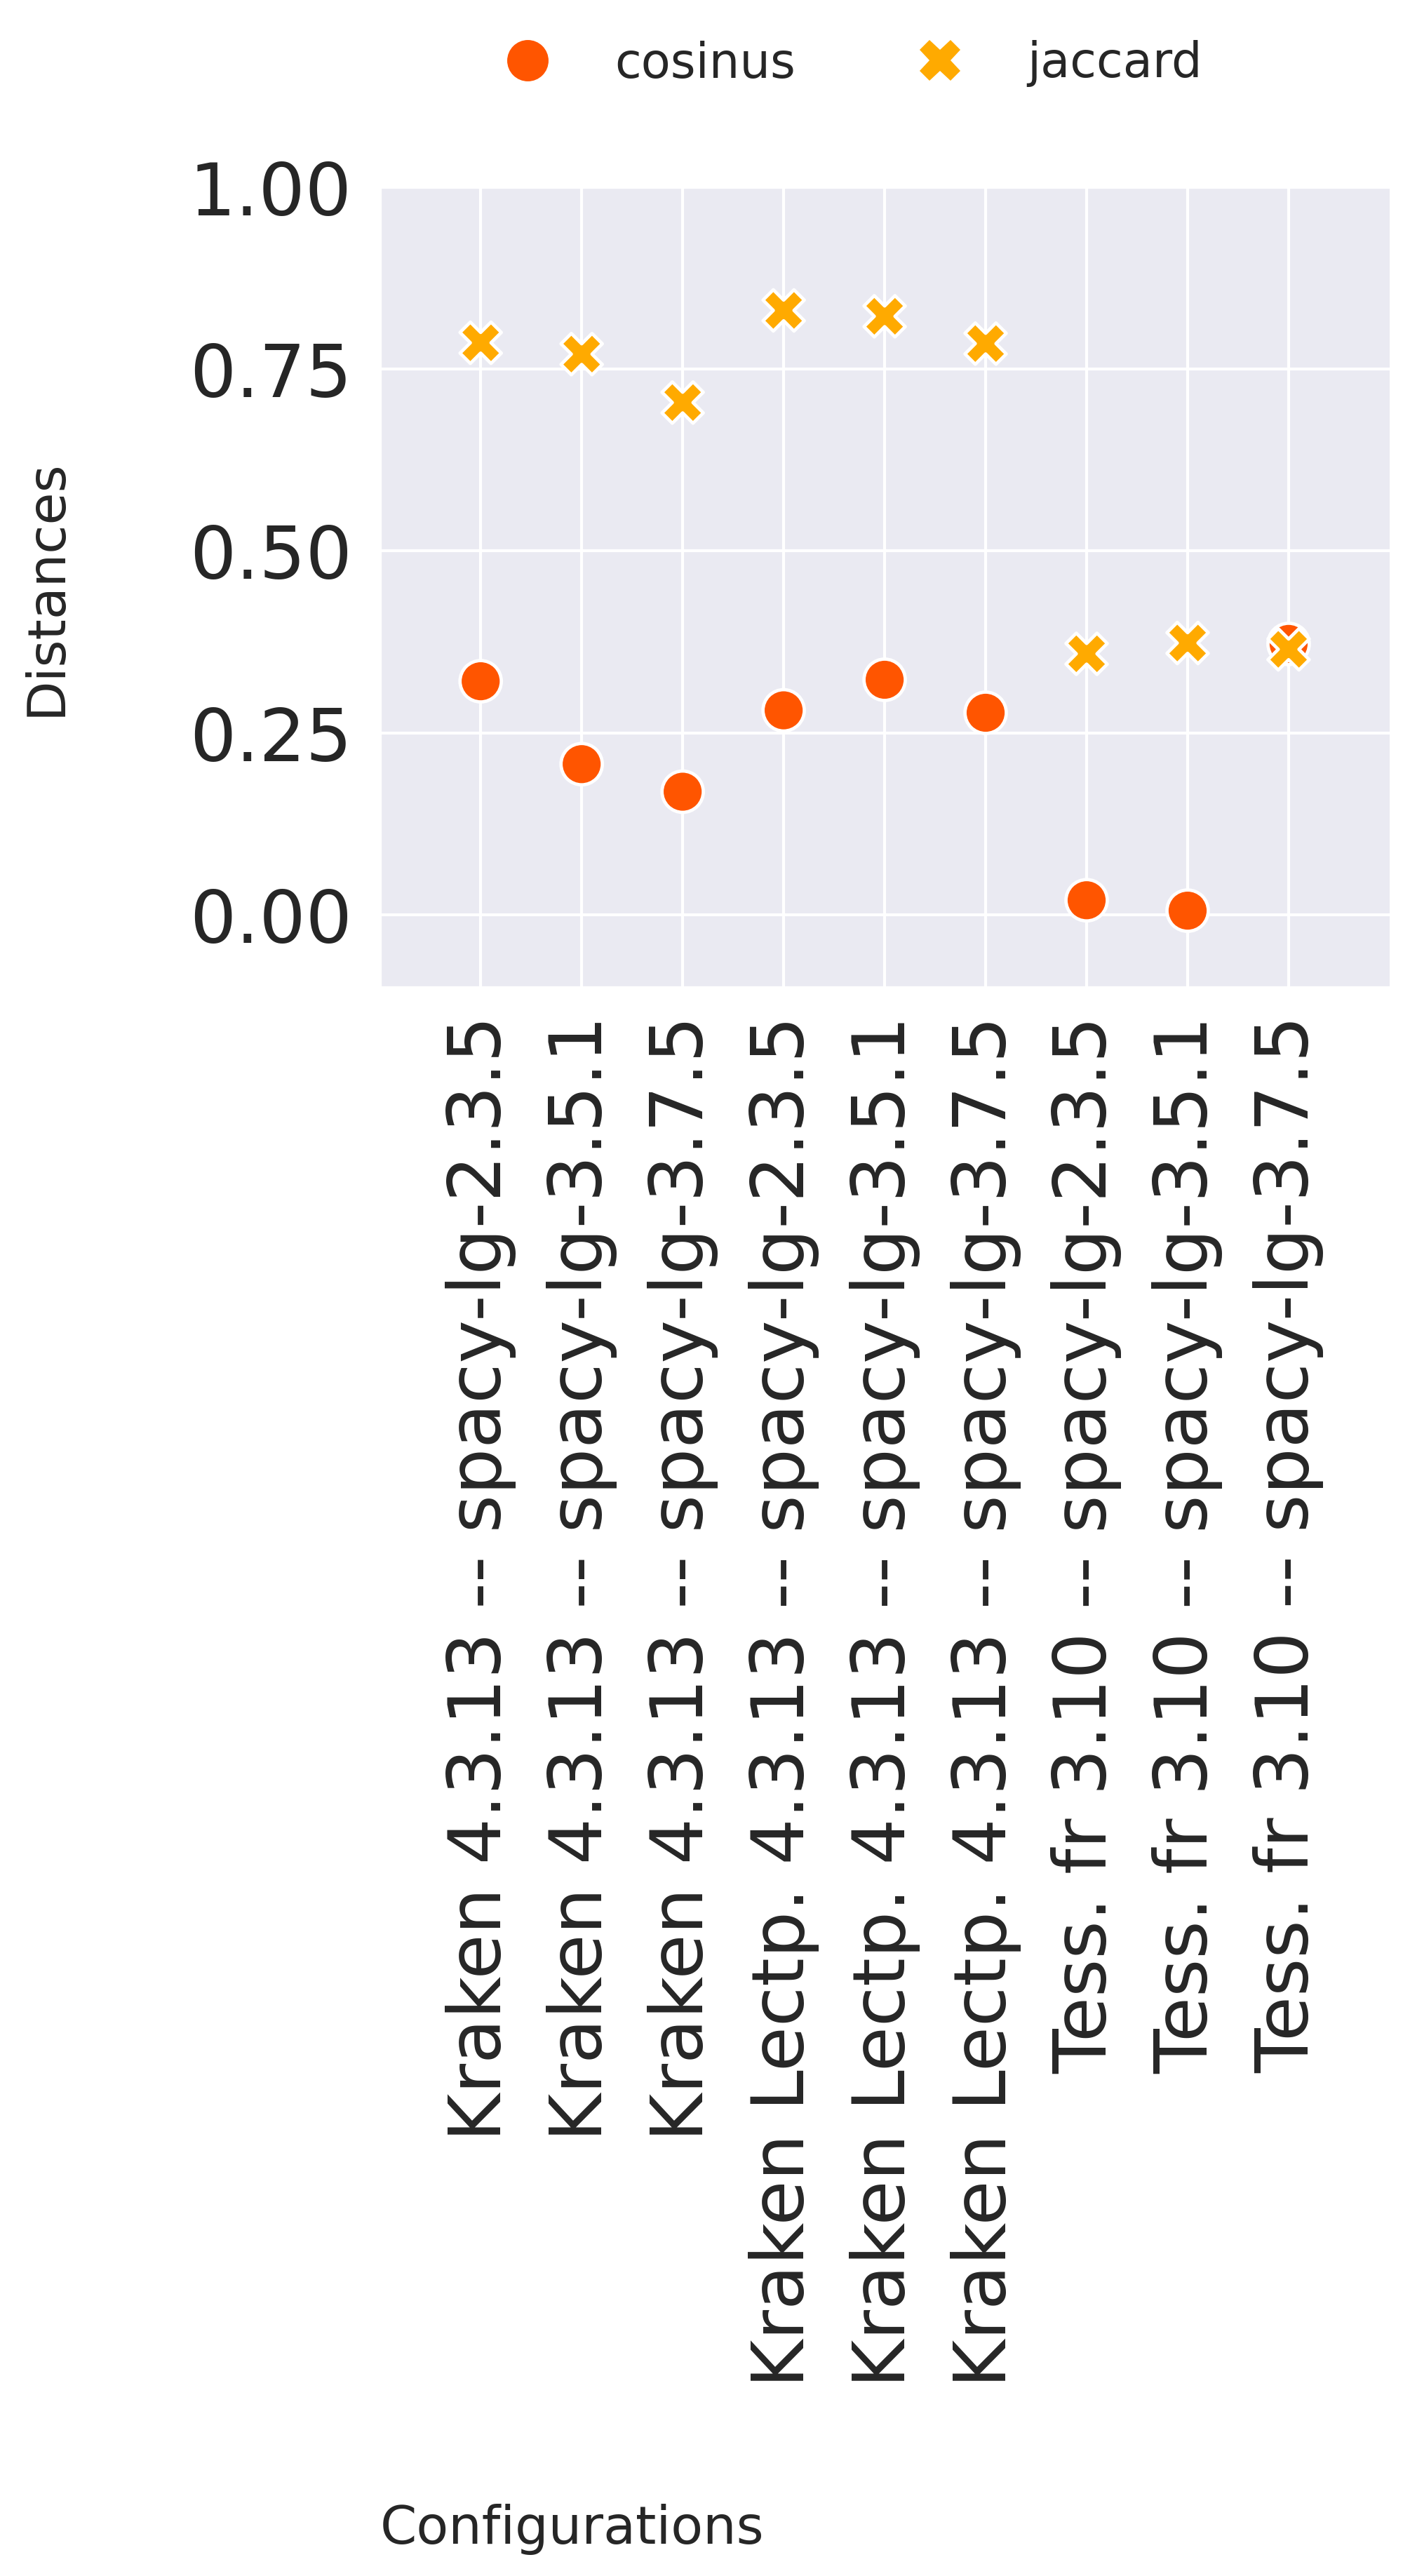 cosinus jaccard
1.00
0.75
0.50
0.25
0.00
Distances
Kraken 4.3.13 -- spacy-lg-2.3.5
Kraken 4.3.13 -- spacy-lg-3.5.1
Kraken 4.3.13 -- spacy-lg-3.7.5
Kraken Lectp. 4.3.13 -- spacy-lg-2.3.5
Kraken Lectp. 4.3.13 -- spacy-lg-3.5.1
Kraken Lectp. 4.3.13 -- spacy-lg-3.7.5
Tess. fr 3.10 -- spacy-lg-2.3.5
Tess. fr 3.10 -- spacy-lg-3.5.1
Tess. fr 3.10 -- spacy-lg-3.7.5
Configurations